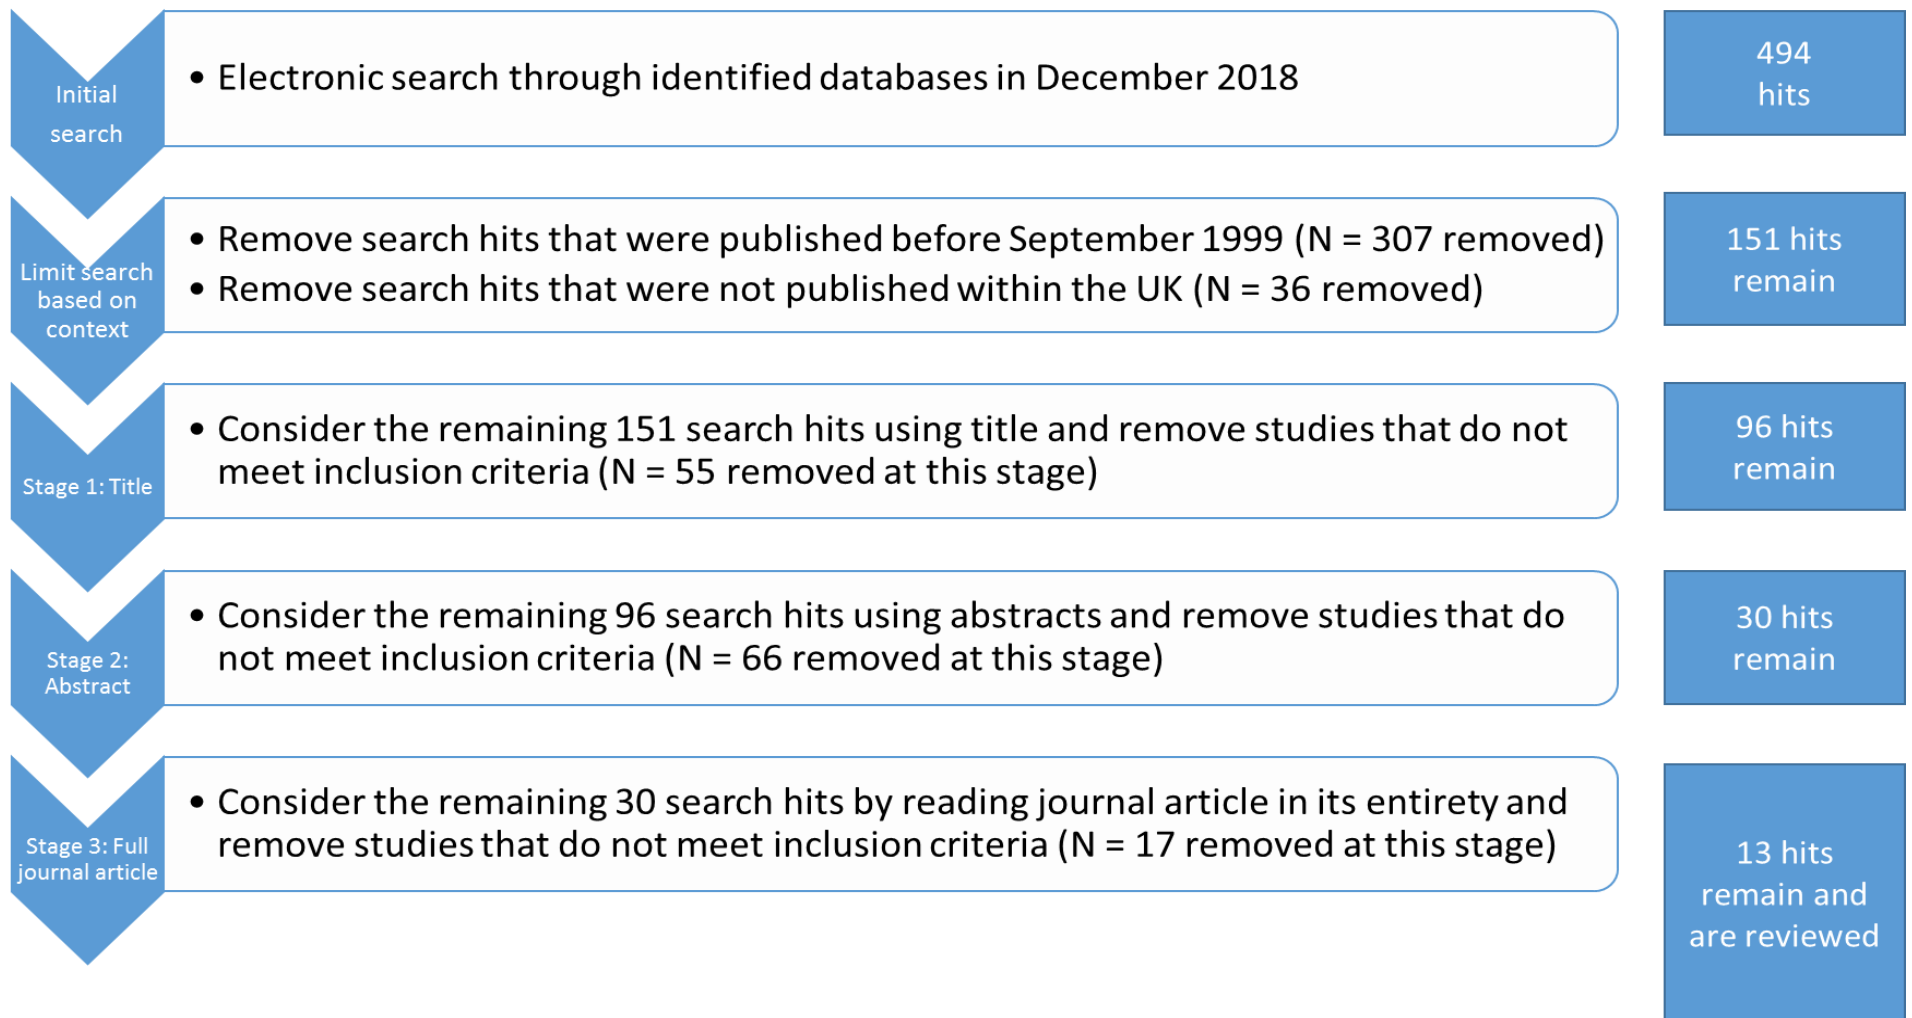 Initial
search
• Electronic search through identified databases in December 2018
494
hits
Limit search
based on
context
• Remove search hits that were published before September 1999 (N = 307 removed)
• Remove search hits that were not published within the UK (N = 36 removed)
151 hits
remain
Stage 1: Title
• Consider the remaining 151 search hits using title and remove studies that do not
meet inclusion criteria (N = 55 removed at this stage)
96 hits
remain
Stage 2:
Abstract
• Consider the remaining 96 search hits using abstracts and remove studies that do
not meet inclusion criteria (N = 66 removed at this stage)
30 hits
remain
Stage 3: Full
journal article
• Consider the remaining 30 search hits by reading journal article in its entirety and
remove studies that do not meet inclusion criteria (N = 17 removed at this stage)
13 hits
remain and
are reviewed